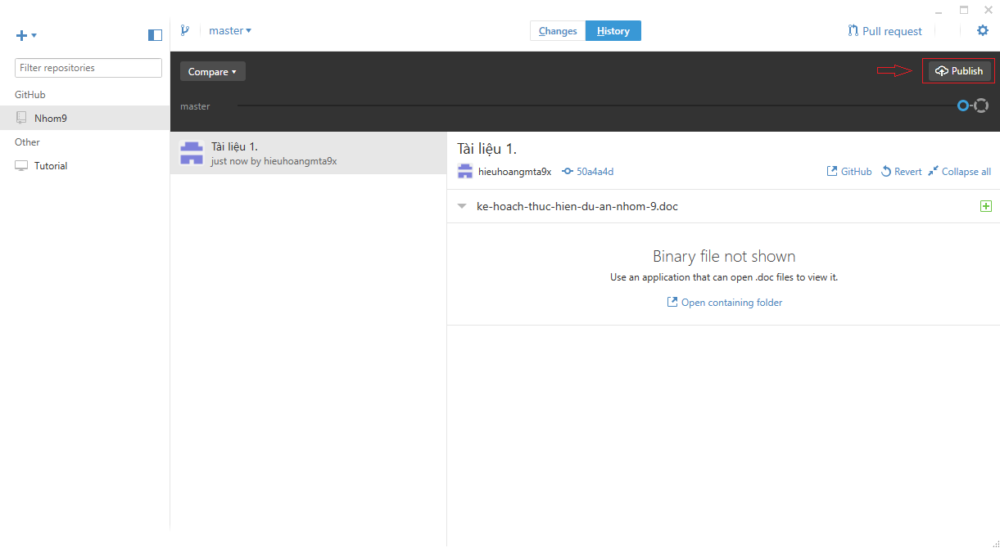 master
Changes
History
Pull request
Filter repositories
GitHub
Nhom9
Other
Tutorial
Compare
Publish
master
Tài liệu 1.
just now by hieuhoangmta9x
Tài liệu 1.
hieuhoangmta9x 50a4a4d GitHub Revert Collapse all
ke-hoach-thuc-hien-du-an-nhom-9.doc
Binary file not shown
Use an application that can open .doc files to view it.
Open containing folder